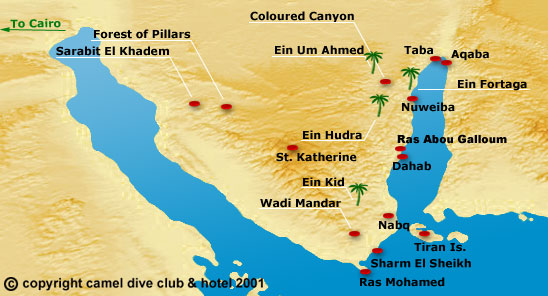 To Cairo
Coloured Canyon
Forest of Pillars
Ein Um Ahmed
Taba
Sarabit El Khadem
Aqaba
Ein Fortaga
Nuweiba
Ein Hudra
Ras Abou Galloum
St. Katherine
Dahab
Ein Kid
Wadi Mandar
Nabq
Tiran Is.
Sharm El Sheikh
Ras Mohamed
© copyright camel dive club & hotel 2001